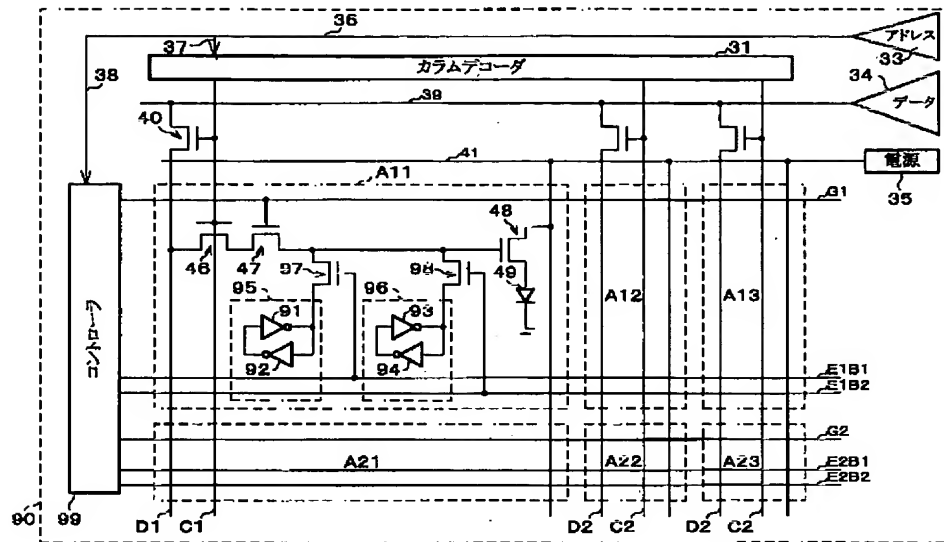 36
アドレス
33
37
31
カラムデコーダ
38
34
39
データ
40
41
電源
35
A11
G1
48
46
47
97
98
49
95
96
A12
A13
91
93
92
94
コントローラ
E1B1
E1B2
G2
A21
A22
A23
E2B1
E2B2
90
99
D1
C1
D2
C2
D2
C2